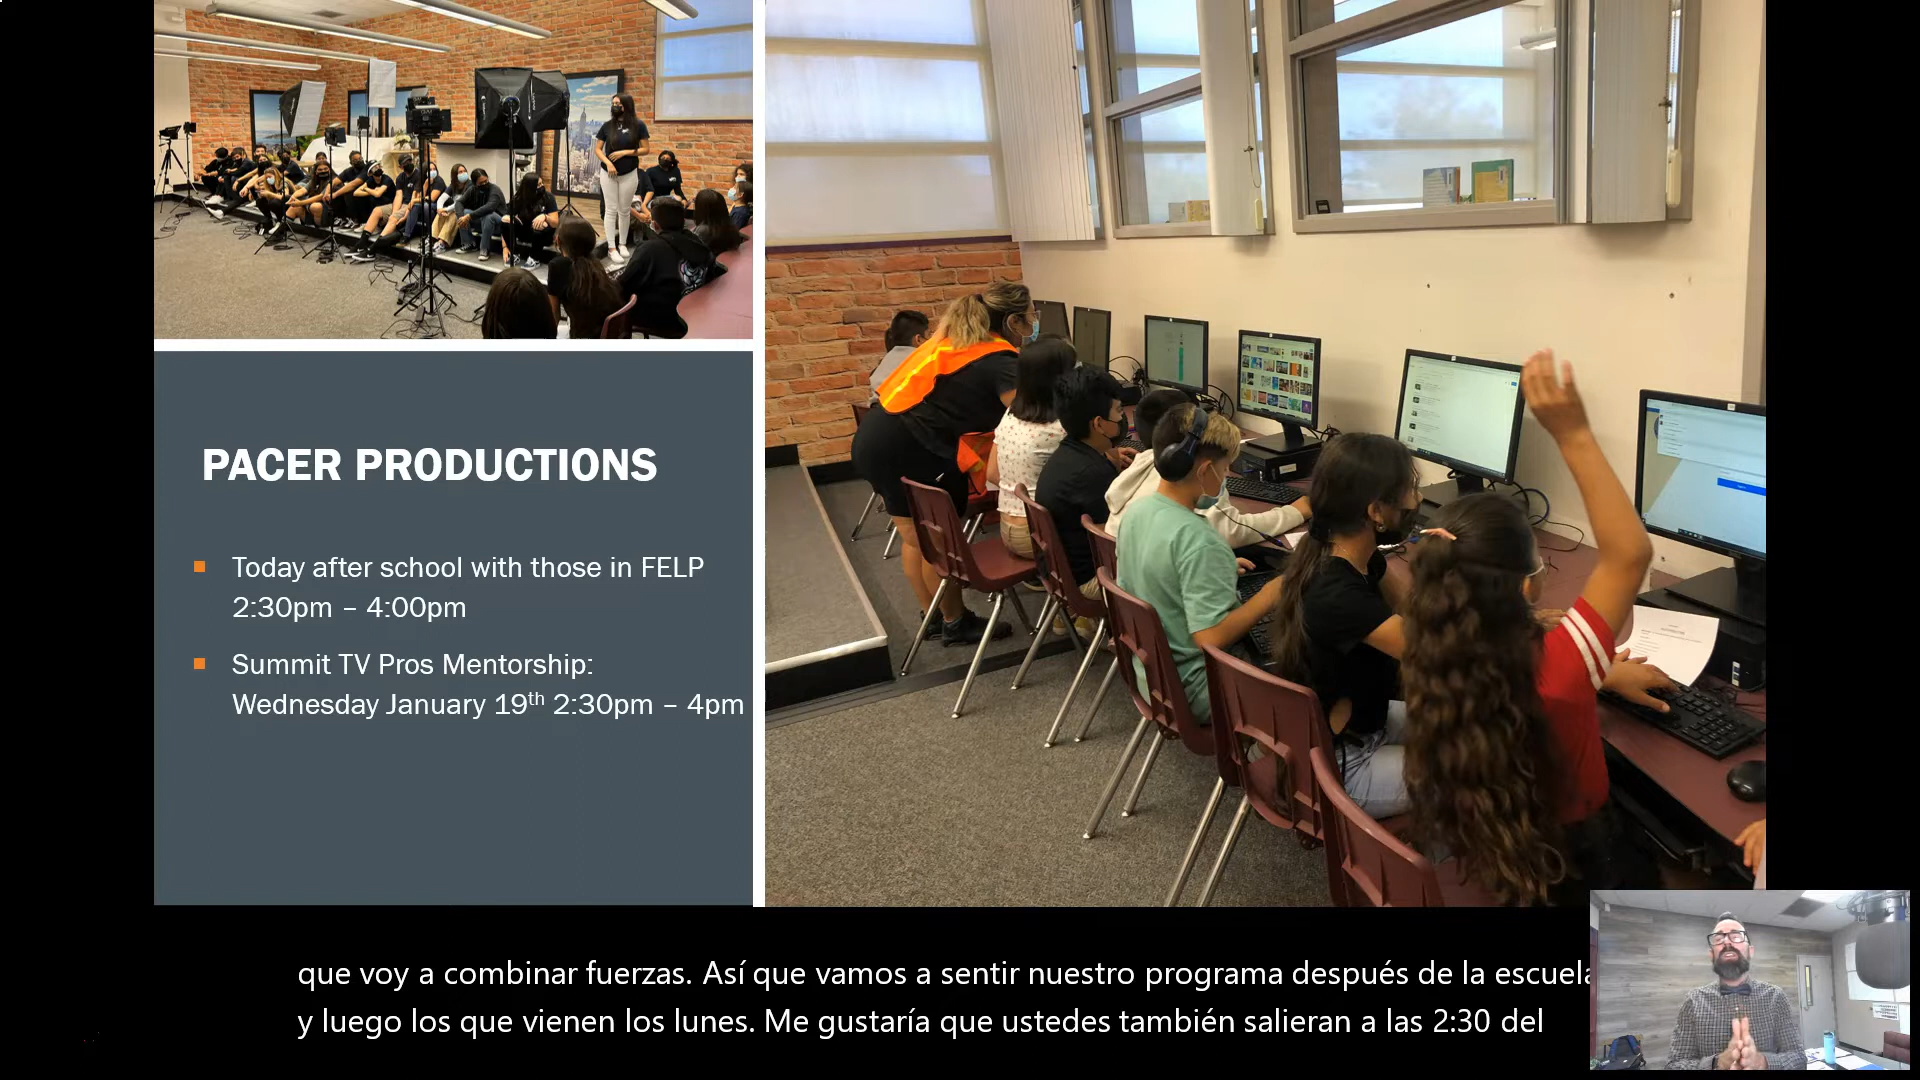 PACER PRODUCTIONS
Today after school with those in FELP
2:30pm – 4:00pm
Summit TV Pros Mentorship:
Wednesday January 19th 2:30pm – 4pm
que voy a combinar fuerzas. Así que vamos a sentir nuestro programa después de la escuela
y luego los que vienen los lunes. Me gustaría que ustedes también salieran a las 2:30 del